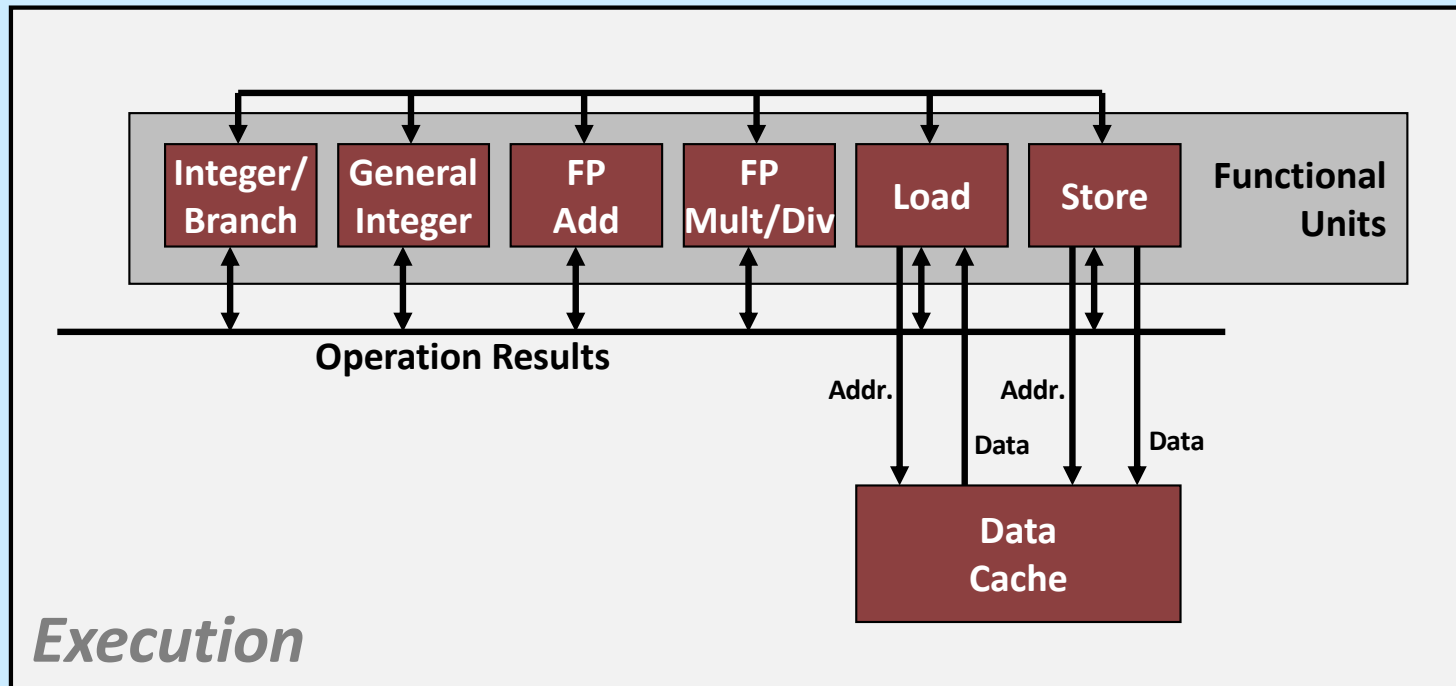 Integer/
Branch
General
Integer
FP
Add
FP
Mult/Div
Load
Store
Functional
Units
Operation Results
Addr.
Addr.
Data
Data
Data
Cache
Execution